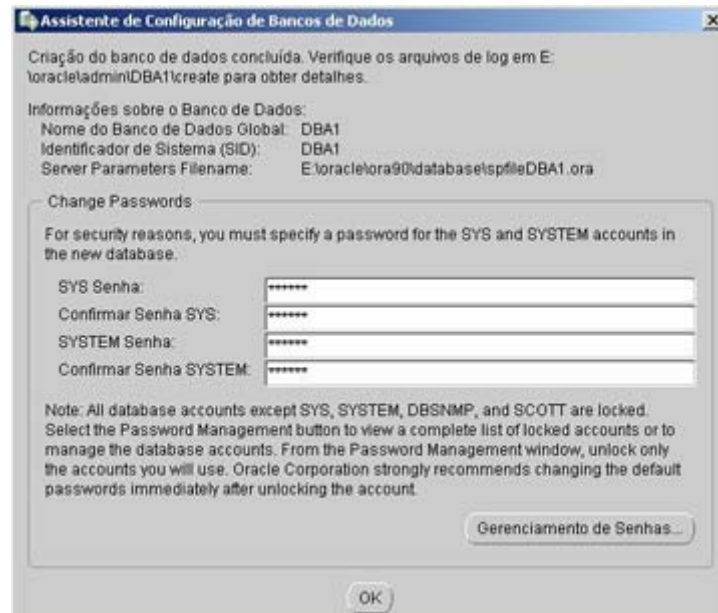 Assistente de Configuração de Bancos de Dados
Criação do banco de dados concluída. Verifique os arquivos de log em E:
\oracle\admin\DBA1\create para obter detalhes.
Informações sobre o Banco de Dados:
Nome do Banco de Dados Global: DBA1
Identificador de Sistema (SID): DBA1
Server Parameters Filename: E:\oracle\ora90\database\spfileDBA1.ora
Change Passwords
For security reasons, you must specify a password for the SYS and SYSTEM accounts in
the new database.
SYS Senha: ******
Confirmar Senha SYS: ******
SYSTEM Senha: ******
Confirmar Senha SYSTEM: ******
Note: All database accounts except SYS, SYSTEM, DBSNMP, and SCOTT are locked.
Select the Password Management button to view a complete list of locked accounts or to
manage the database accounts. From the Password Management window, unlock only
the accounts you will use. Oracle Corporation strongly recommends changing the default
passwords immediately after unlocking the account.
Gerenciamento de Senhas...
OK